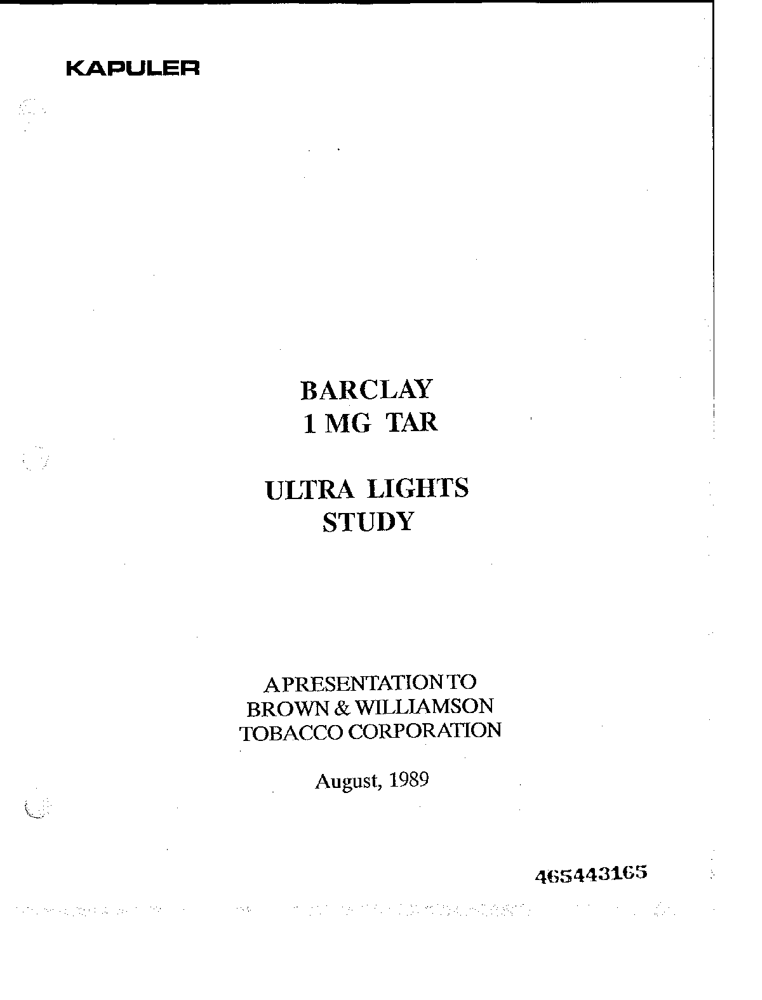 KAPULER
BARCLAY
1 MG TAR
ULTRA LIGHTS
STUDY
A PRESENTATION TO
BROWN & WILLIAMSON
TOBACCO CORPORATION
August, 1989
465443165